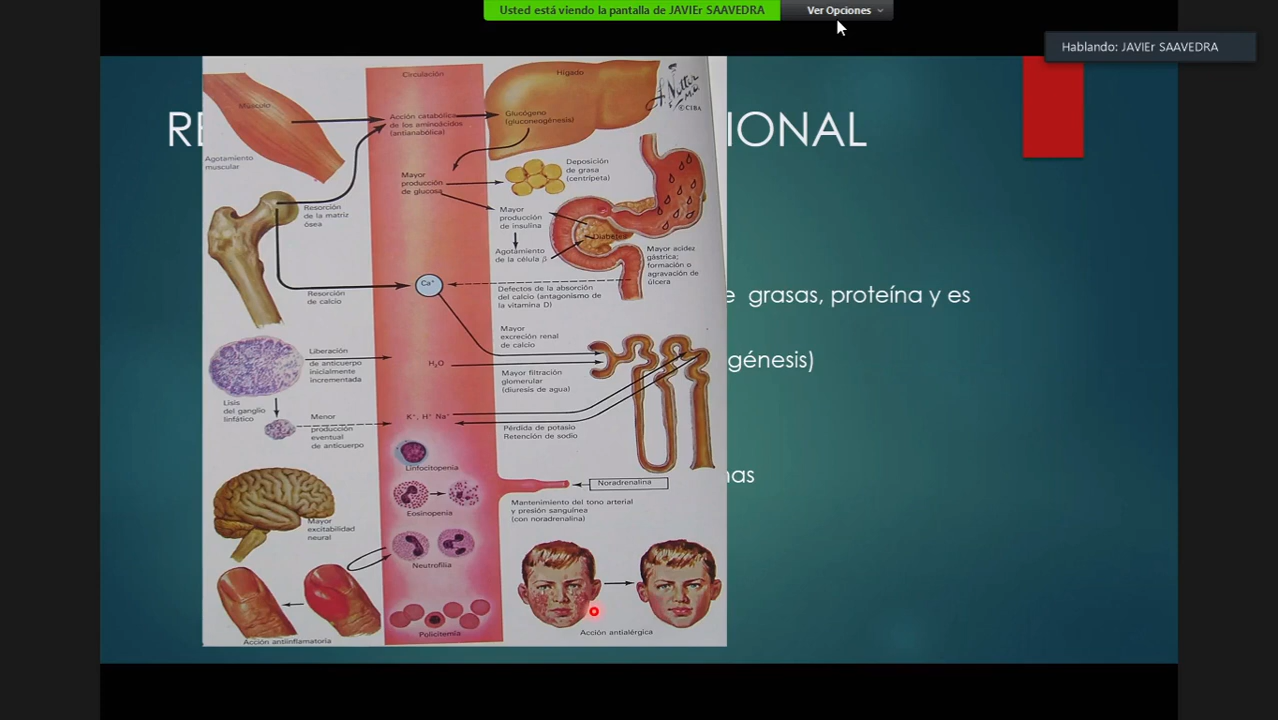 Usted está viendo la pantalla de JAVIEr SAAVEDRA
Ver Opciones
Hablando: JAVIEr SAAVEDRA
RE
IONAL
Circulación
Hígado
Músculo
Acción catabólica
de los aminoácidos
(antianabólica)
Glucógeno
(gluconeogénesis)
F. Netter
M.D.
© CIBA
Agotamiento
muscular
Mayor
producción
de glucosa
Deposición
de grasa
(centrípeta)
Resorción
de la matriz
ósea
Mayor
producción
de insulina
Diabetes
Agotamiento
de la célula β
Mayor acidez
gástrica;
formación o
agravación de
úlcera
Ca⁺
Resorción
de calcio
Defectos de la absorción
del calcio (antagonismo de
la vitamina D)
e grasas, proteína y es
Mayor
excreción renal
de calcio
Liberación
de anticuerpo
inicialmente
incrementada
H₂O
génesis)
Mayor filtración
glomerular
(diuresis de agua)
Lisis
del ganglio
linfático
Menor
producción
eventual
de anticuerpo
K⁺, H⁺ Na⁺
Pérdida de potasio
Retención de sodio
Linfocitopenia
nas
Noradrenalina
Eosinopenia
Mantenimiento del tono arterial
y presión sanguínea
(con noradrenalina)
Mayor
excitabilidad
neural
Neutrofilia
Policitemia
Acción antiinflamatoria
Acción antialérgica